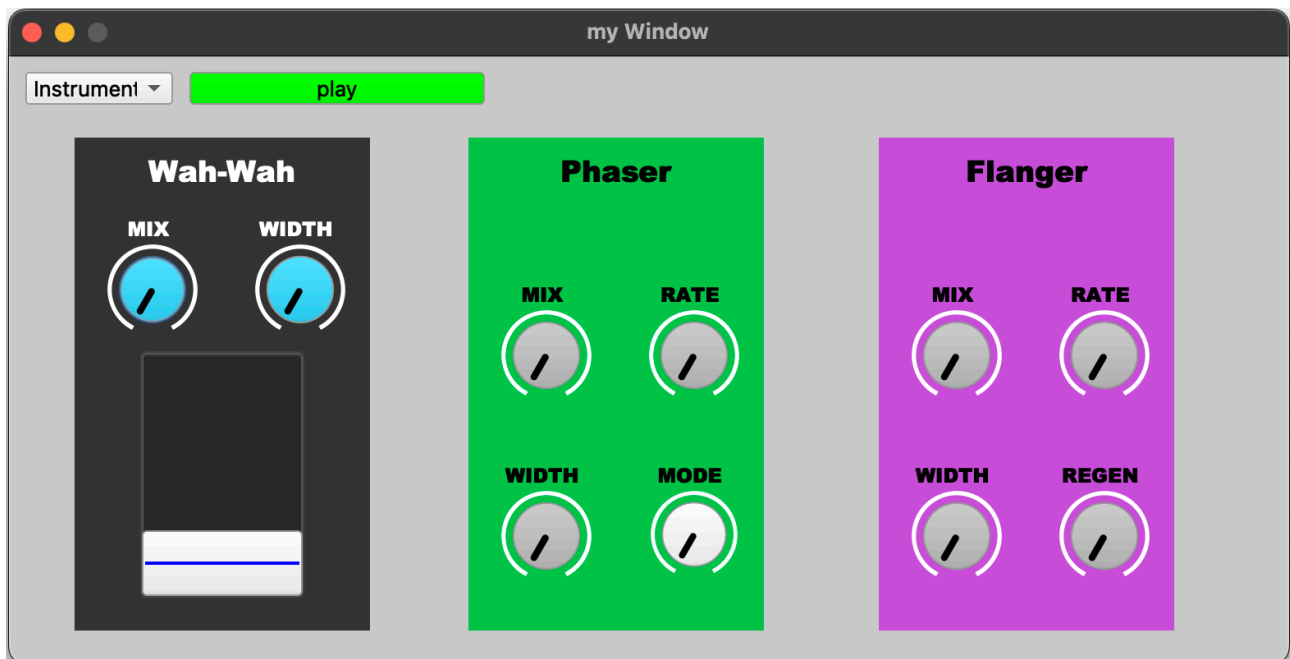 my Window
Instrument
play
Wah-Wah
MIX
WIDTH
Phaser
MIX
RATE
WIDTH
MODE
Flanger
MIX
RATE
WIDTH
REGEN